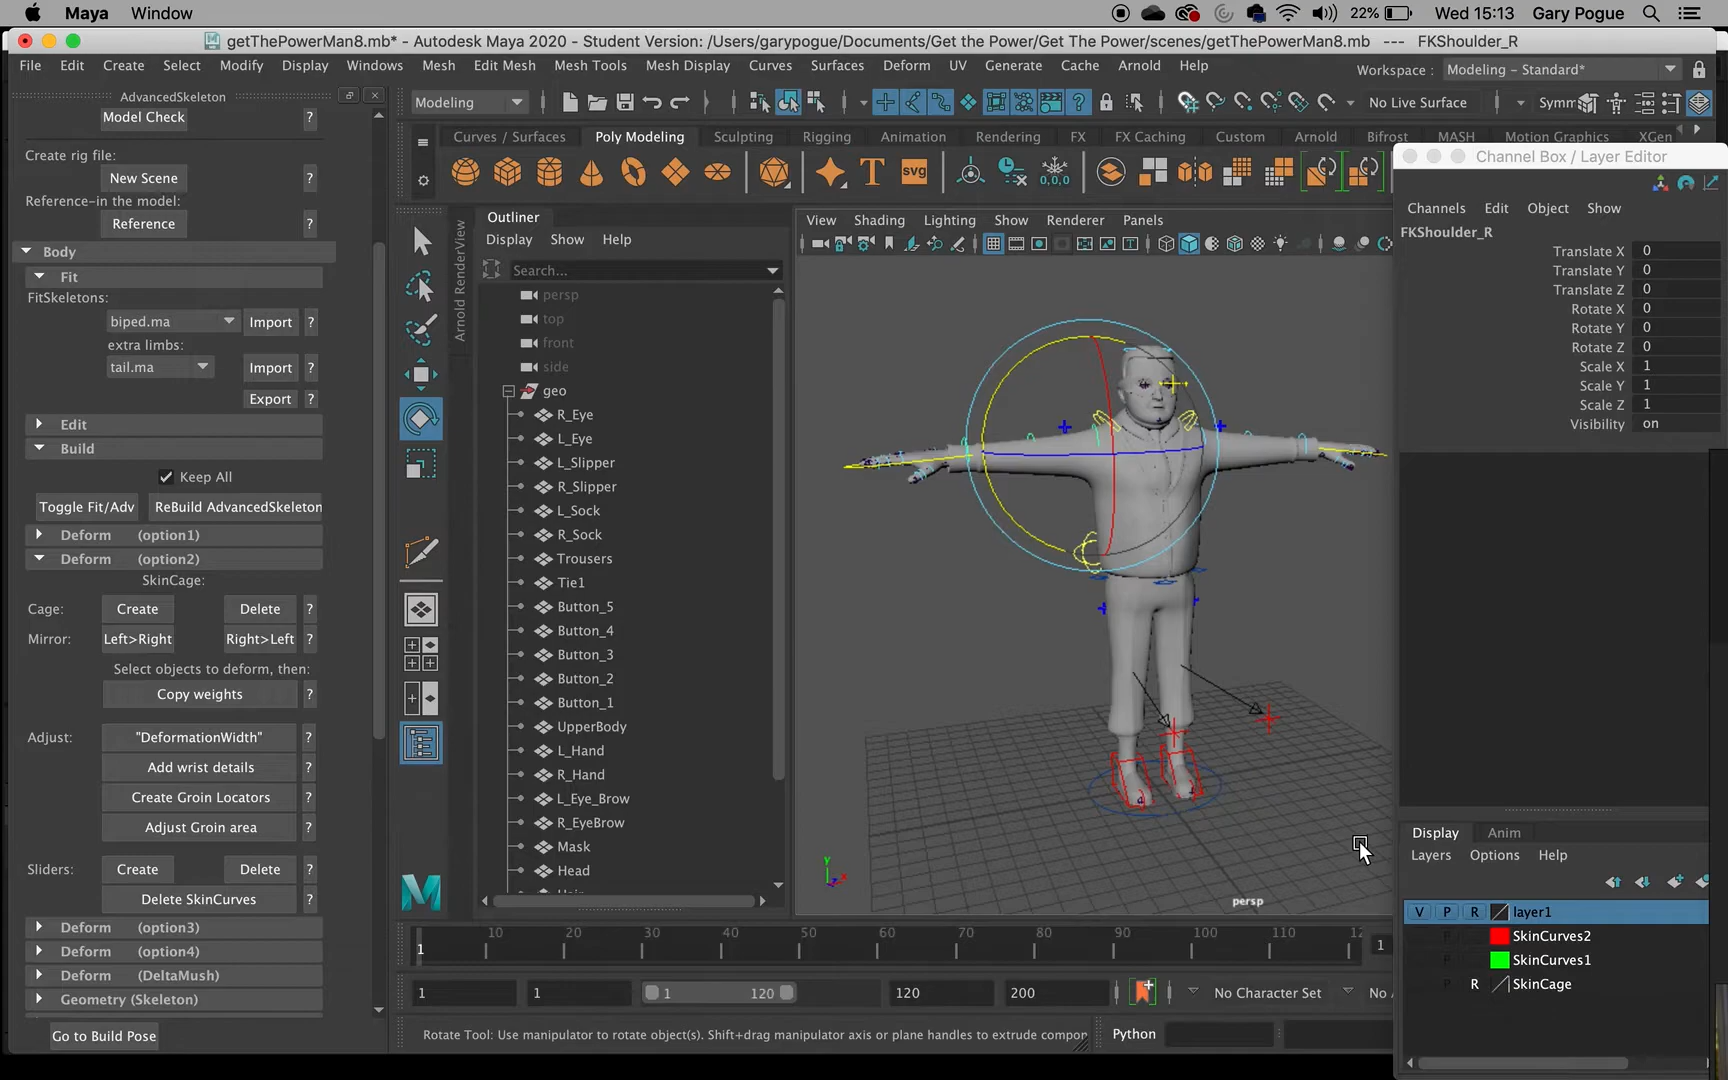 Maya Window 22% Wed 15:13 Gary Pogue
getThePowerMan8.mb* - Autodesk Maya 2020 - Student Version: /Users/garypogue/Documents/Get the Power/Get The Power/scenes/getThePowerMan8.mb --- FKShoulder_R
File Edit Create Select Modify Display Windows Mesh Edit Mesh Mesh Tools Mesh Display Curves Surfaces Deform UV Generate Cache Arnold Help Workspace : Modeling - Standard*
AdvancedSkeleton
Model Check ?
Modeling No Live Surface Symm
Curves / Surfaces Poly Modeling Sculpting Rigging Animation Rendering FX FX Caching Custom Arnold Bifrost MASH Motion Graphics XGen
T svg 0,0,0
Create rig file:
New Scene ?
Reference-in the model:
Reference ?
Body
Fit
FitSkeletons:
biped.ma Import ?
extra limbs:
tail.ma Import ?
Export ?
Edit
Build
Keep All
Toggle Fit/Adv ReBuild AdvancedSkeleton
Deform (option1)
Deform (option2)
SkinCage:
Cage: Create Delete ?
Mirror: Left>Right Right>Left ?
Select objects to deform, then:
Copy weights ?
Adjust: "DeformationWidth" ?
Add wrist details ?
Create Groin Locators ?
Adjust Groin area ?
Sliders: Create Delete ?
Delete SkinCurves ?
Deform (option3)
Deform (option4)
Deform (DeltaMush)
Geometry (Skeleton)
Go to Build Pose
Arnold RenderView
Outliner
Display Show Help
Search...
persp
top
front
side
geo
R_Eye
L_Eye
L_Slipper
R_Slipper
L_Sock
R_Sock
Trousers
Tie1
Button_5
Button_4
Button_3
Button_2
Button_1
UpperBody
L_Hand
R_Hand
L_Eye_Brow
R_EyeBrow
Mask
Head
View Shading Lighting Show Renderer Panels
y
x
persp
Channel Box / Layer Editor
Channels Edit Object Show
FKShoulder_R
Translate X 0
Translate Y 0
Translate Z 0
Rotate X 0
Rotate Y 0
Rotate Z 0
Scale X 1
Scale Y 1
Scale Z 1
Visibility on
Display Anim
Layers Options Help
V P R layer1
P SkinCurves2
P SkinCurves1
P R SkinCage
1 10 20 30 40 50 60 70 80 90 100 110 12 1
1 1 1 120 120 200 No Character Set No A
Rotate Tool: Use manipulator to rotate object(s). Shift+drag manipulator axis or plane handles to extrude compor Python